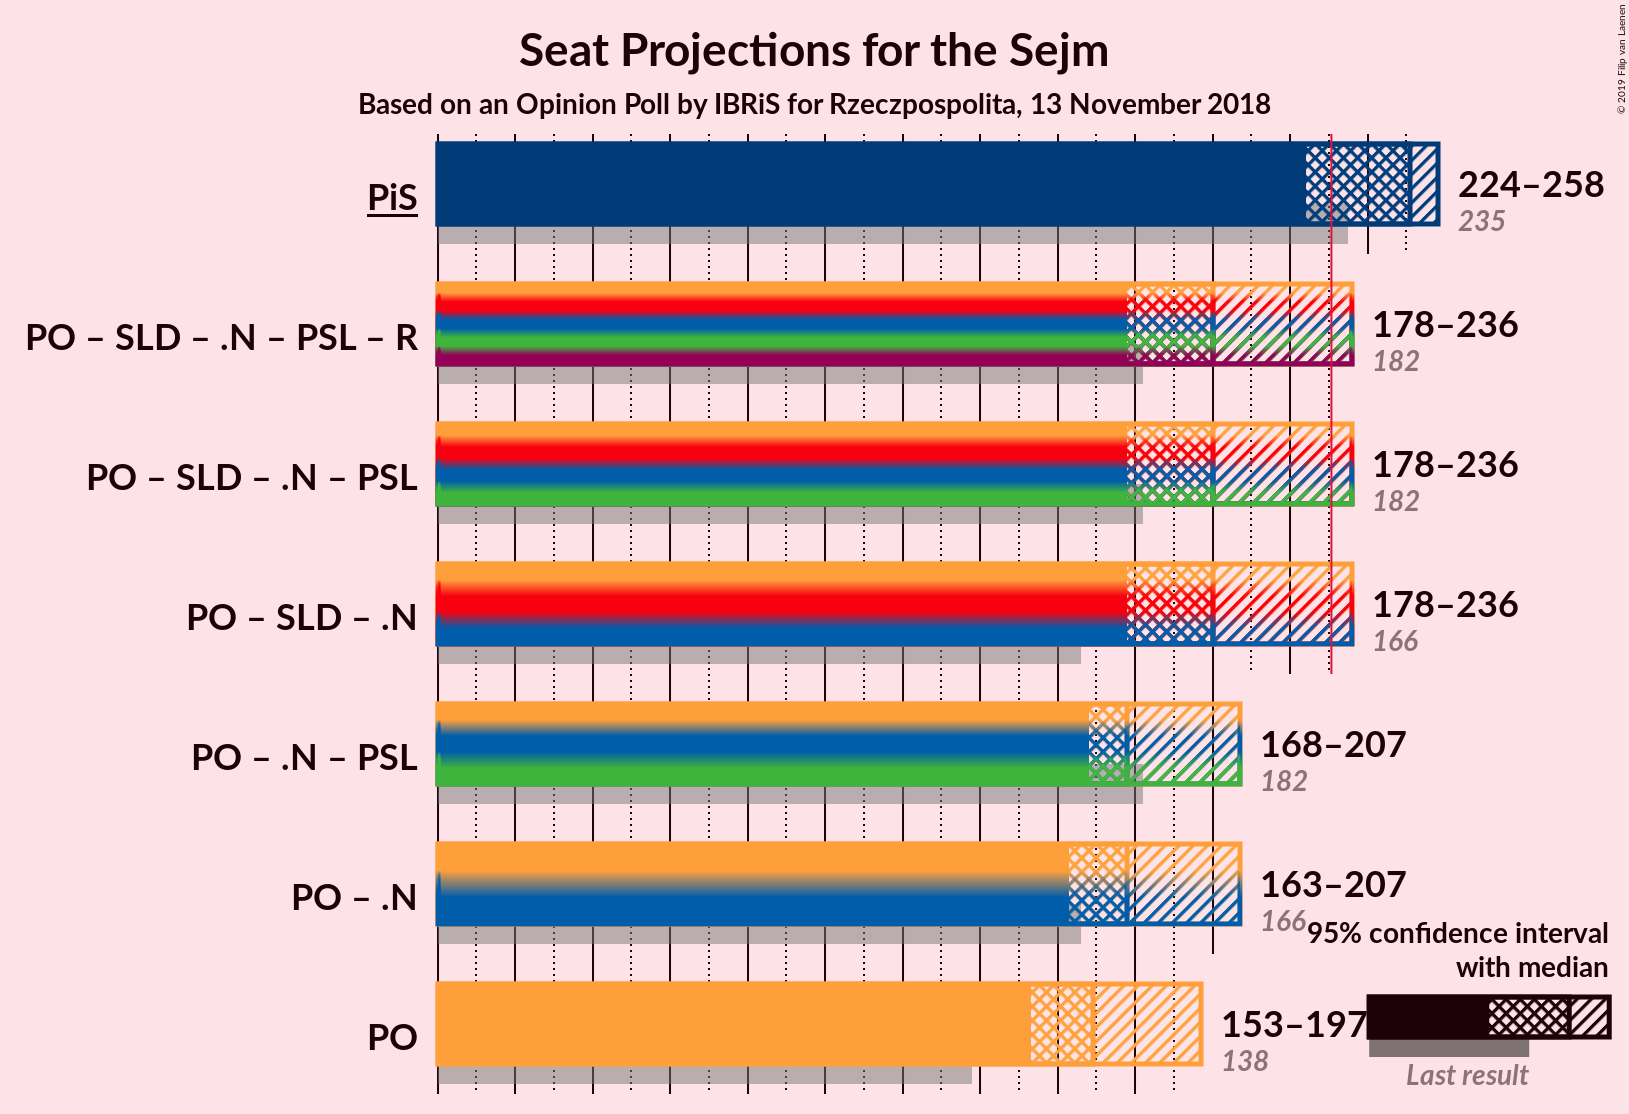 Seat Projections for the Sejm
Based on an Opinion Poll by IBRiS for Rzeczpospolita, 13 November 2018
© 2019 Filip van Laenen
PiS
224–258
235
PO – SLD – .N – PSL – R
178–236
182
PO – SLD – .N – PSL
178–236
182
PO – SLD – .N
178–236
166
PO – .N – PSL
168–207
182
PO – .N
163–207
166
PO
153–197
138
95% confidence interval
with median
Last result